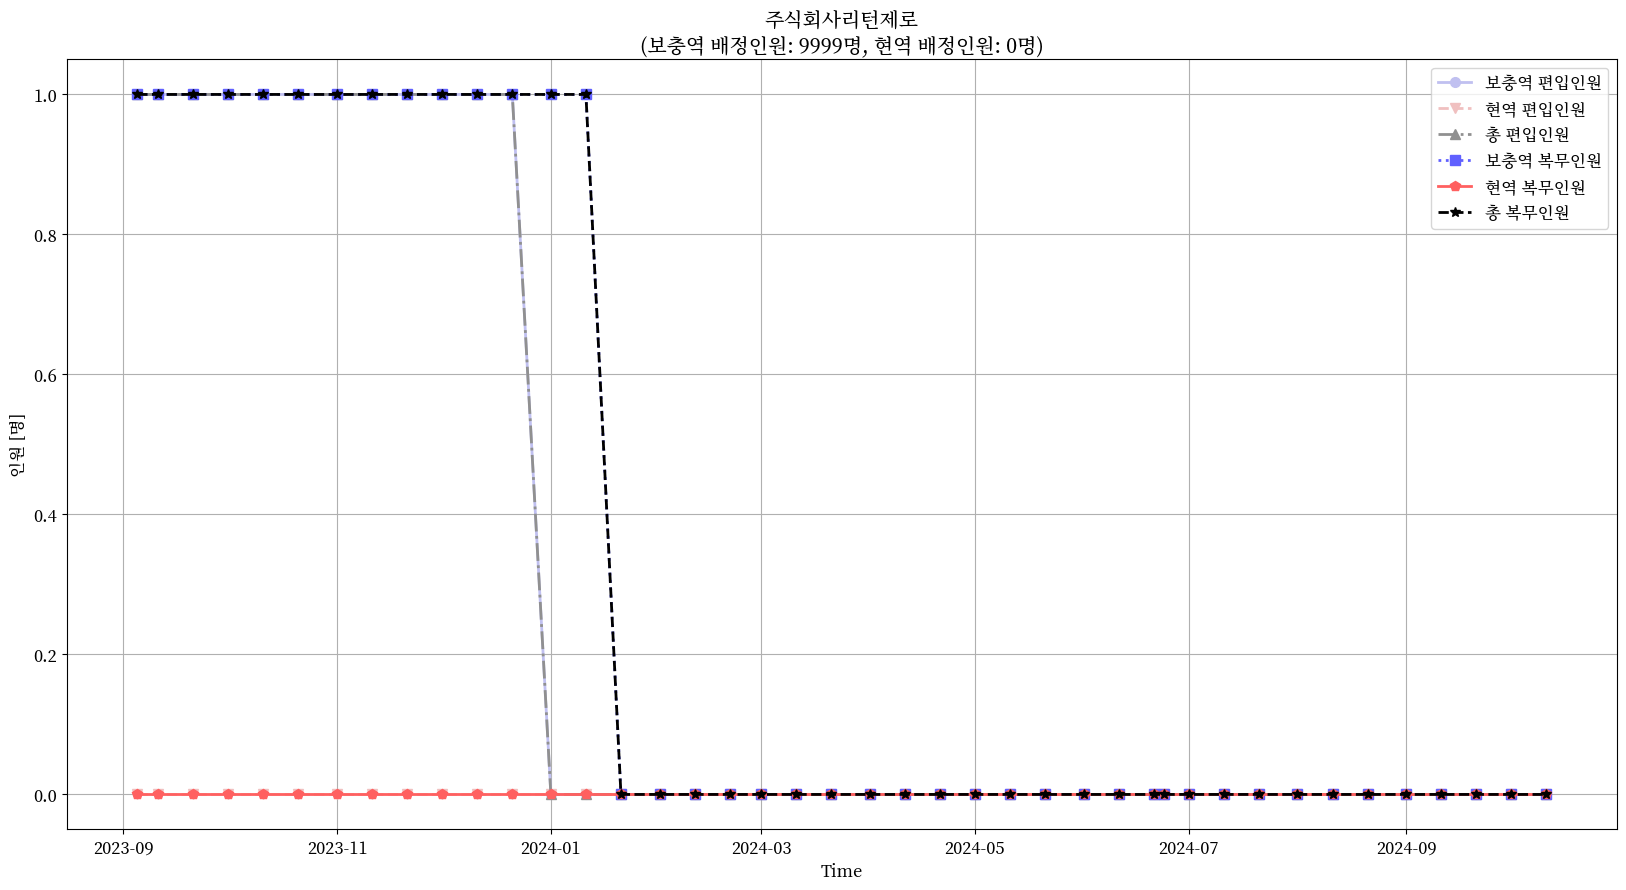 주식회사리턴제로
(보충역 배정인원: 9999명, 현역 배정인원: 0명)
보충역 편입인원
현역 편입인원
총 편입인원
보충역 복무인원
현역 복무인원
총 복무인원
1.0
0.8
0.6
0.4
0.2
0.0
인원 [명]
2023-09
2023-11
2024-01
2024-03
2024-05
2024-07
2024-09
Time